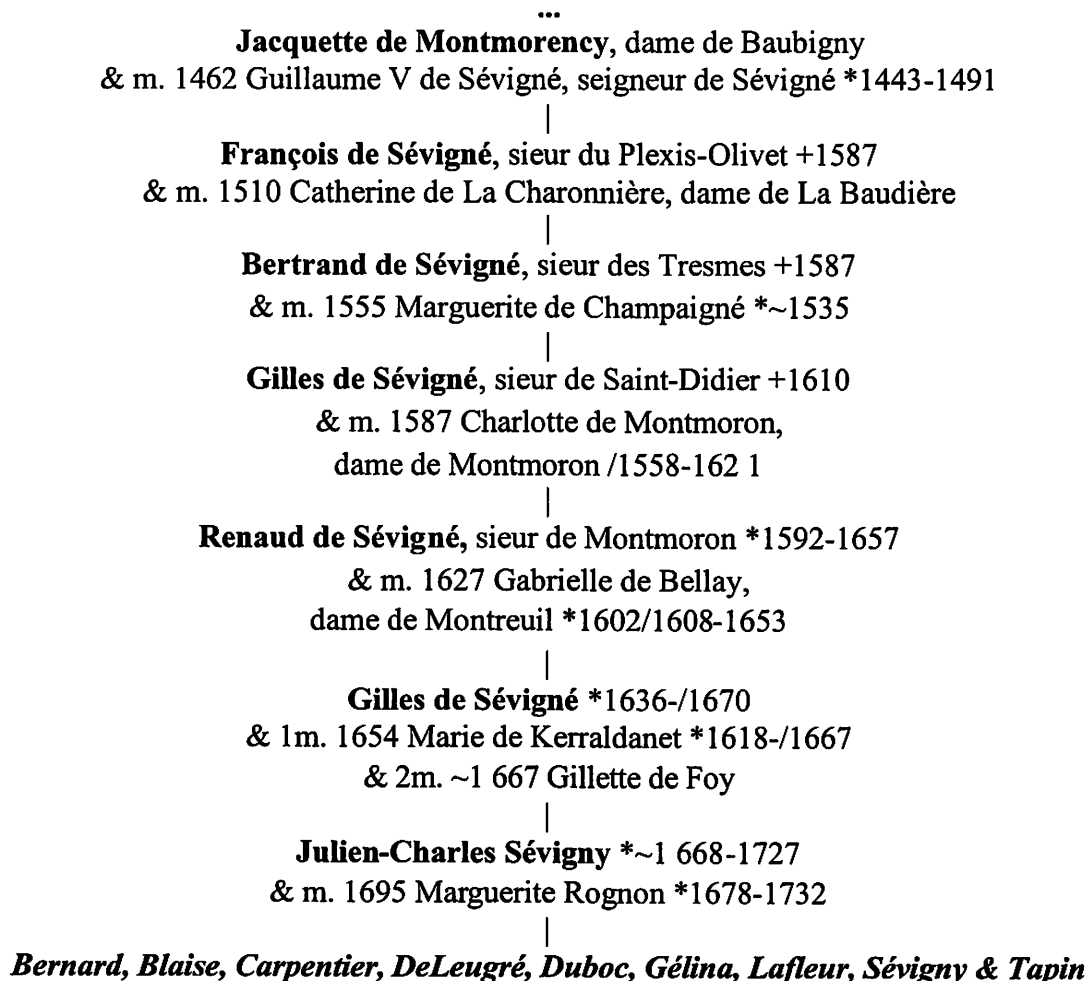 ...
Jacquette de Montmorency, dame de Baubigny
& m. 1462 Guillaume V de Sévigné, seigneur de Sévigné *1443-1491
|
François de Sévigné, sieur du Plexis-Olivet +1587
& m. 1510 Catherine de La Charonnière, dame de La Baudière
|
Bertrand de Sévigné, sieur des Tresmes +1587
& m. 1555 Marguerite de Champaigné *~1535
|
Gilles de Sévigné, sieur de Saint-Didier +1610
& m. 1587 Charlotte de Montmoron,
dame de Montmoron /1558-162 1
|
Renaud de Sévigné, sieur de Montmoron *1592-1657
& m. 1627 Gabrielle de Bellay,
dame de Montreuil *1602/1608-1653
|
Gilles de Sévigné *1636-/1670
& 1m. 1654 Marie de Kerraldanet *1618-/1667
& 2m. ~1 667 Gillette de Foy
|
Julien-Charles Sévigny *~1 668-1727
& m. 1695 Marguerite Rognon *1678-1732
|
Bernard, Blaise, Carpentier, DeLeugré, Duboc, Gélina, Lafleur, Sévigny & Tapin